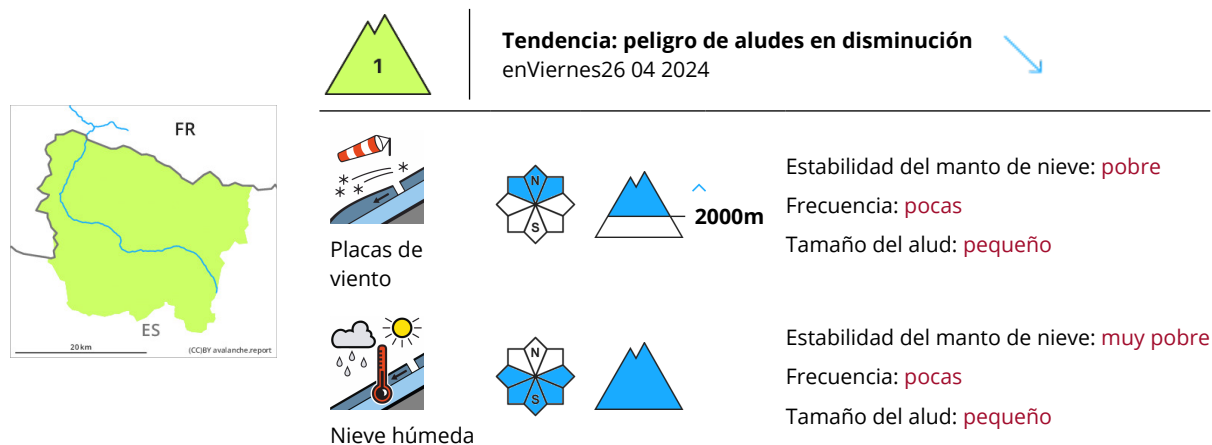 1
Tendencia: peligro de aludes en disminución
enViernes26 04 2024
FR
ES
20 km
(CC)BY avalanche.report
Placas de
viento
N
S
2000m
Estabilidad del manto de nieve: pobre
Frecuencia: pocas
Tamaño del alud: pequeño
Nieve húmeda
N
S
Estabilidad del manto de nieve: muy pobre
Frecuencia: pocas
Tamaño del alud: pequeño